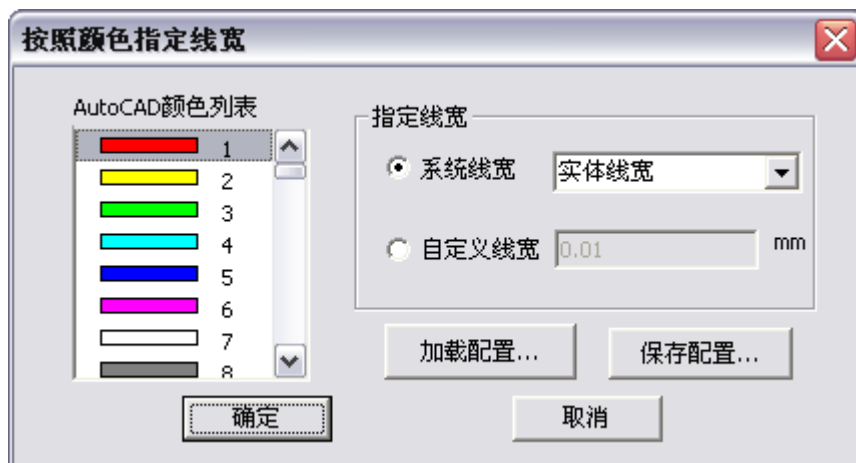 按照颜色指定线宽
AutoCAD颜色列表
1
2
3
4
5
6
7
8
指定线宽
系统线宽
实体线宽
自定义线宽
0.01
mm
加载配置...
保存配置...
确定
取消